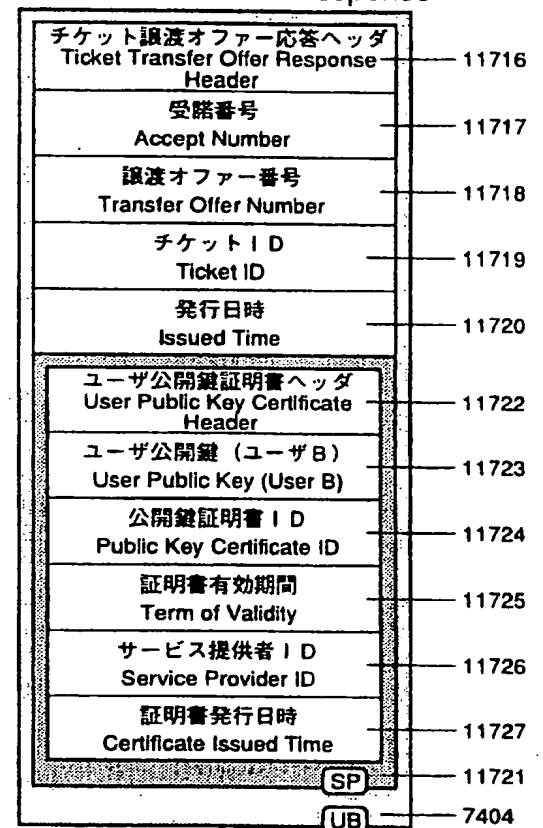 チケット譲渡オファー応答ヘッダ
Ticket Transfer Offer Response
Header
11716
受諾番号
Accept Number
11717
譲渡オファー番号
Transfer Offer Number
11718
チケットID
Ticket ID
11719
発行日時
Issued Time
11720
ユーザ公開鍵証明書ヘッダ
User Public Key Certificate
Header
11722
ユーザ公開鍵（ユーザB）
User Public Key (User B)
11723
公開鍵証明書ID
Public Key Certificate ID
11724
証明書有効期間
Term of Validity
11725
サービス提供者ID
Service Provider ID
11726
証明書発行日時
Certificate Issued Time
11727
SP
11721
UB
7404